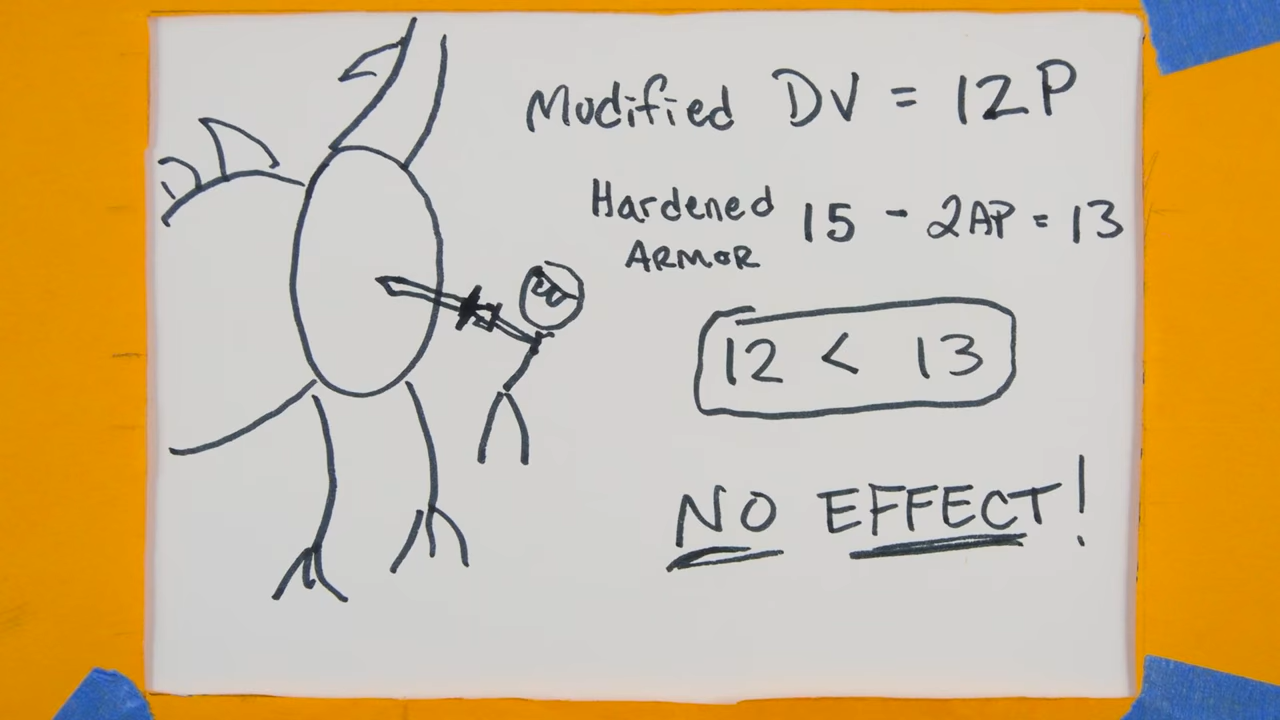 Modified DV = 12P
Hardened
ARMOR 15 - 2AP = 13
12 < 13
NO EFFECT!